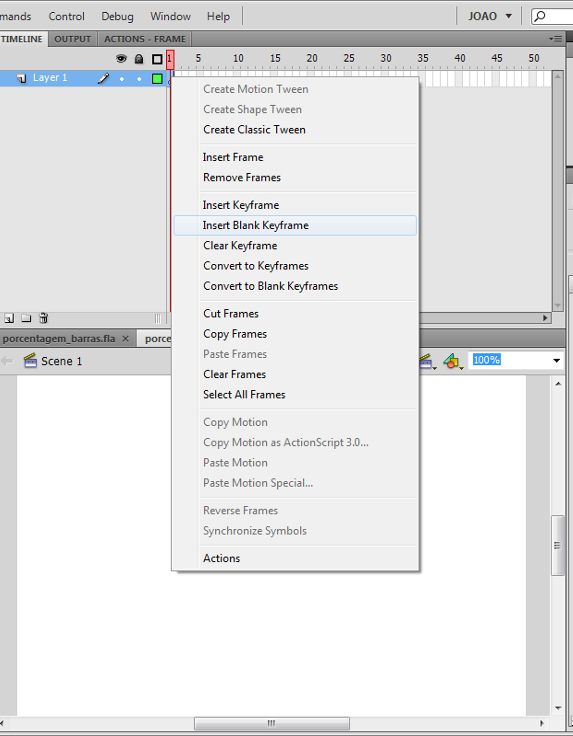 mands Control Debug Window Help JOAO
TIMELINE OUTPUT ACTIONS - FRAME
1 5 10 15 20 25 30 35 40 45 50
Layer 1
Create Motion Tween
Create Shape Tween
Create Classic Tween
Insert Frame
Remove Frames
Insert Keyframe
Insert Blank Keyframe
Clear Keyframe
Convert to Keyframes
Convert to Blank Keyframes
Cut Frames
Copy Frames
Paste Frames
Clear Frames
Select All Frames
Copy Motion
Copy Motion as ActionScript 3.0...
Paste Motion
Paste Motion Special...
Reverse Frames
Synchronize Symbols
Actions
porcentagem_barras.fla × porce
Scene 1 100%